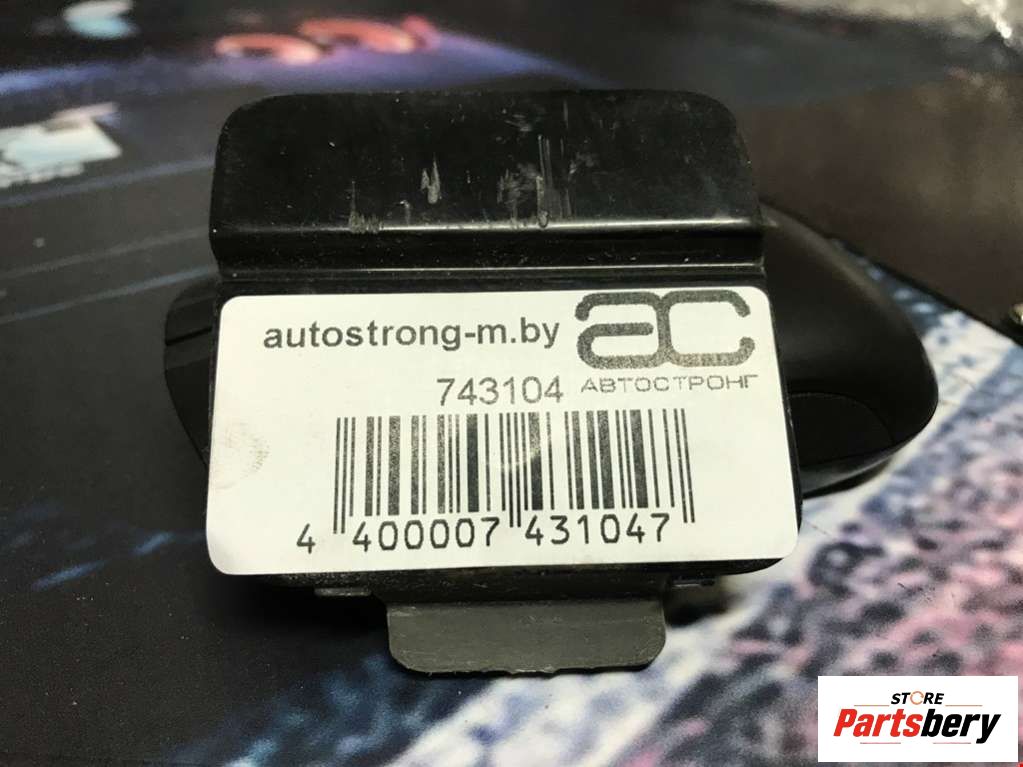 autostrong-m.by
ac
743104
АВТОСТРОНГ
4 400007 431047
STORE
Partsbery